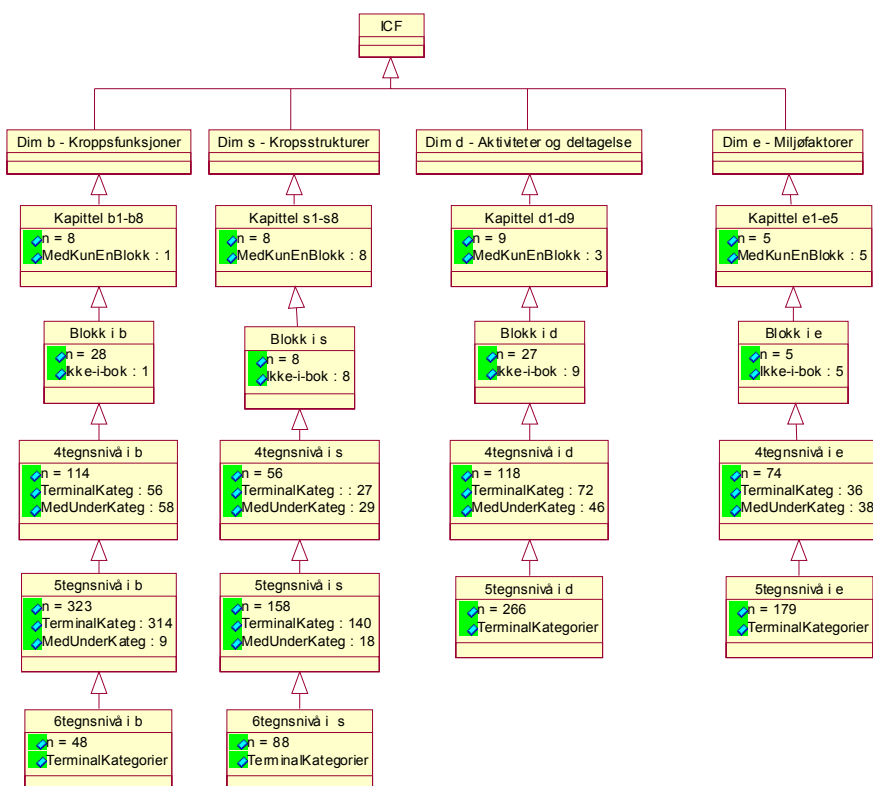 ICF
Dim b - Kroppsfunksjoner
Dim s - Kropsstrukturer
Dim d - Aktiviteter og deltagelse
Dim e - Miljøfaktorer
Kapittel b1-b8
n = 8
MedKunEnBlokk : 1
Kapittel s1-s8
n = 8
MedKunEnBlokk : 8
Kapittel d1-d9
n = 9
MedKunEnBlokk : 3
Kapittel e1-e5
n = 5
MedKunEnBlokk : 5
Blokk i b
n = 28
Ikke-i-bok : 1
Blokk i s
n = 8
Ikke-i-bok : 8
Blokk i d
n = 27
Ikke-i-bok : 9
Blokk i e
n = 5
Ikke-i-bok : 5
4tegnsnivå i b
n = 114
TerminalKateg : 56
MedUnderKateg : 58
4tegnsnivå i s
n = 56
TerminalKateg : : 27
MedUnderKateg : 29
4tegnsnivå i d
n = 118
TerminalKateg : 72
MedUnderKateg : 46
4tegnsnivå i e
n = 74
TerminalKateg : 36
MedUnderKateg : 38
5tegnsnivå i b
n = 323
TerminalKateg : 314
MedUnderKateg : 9
5tegnsnivå i s
n = 158
TerminalKateg : 140
MedUnderKateg : 18
5tegnsnivå i d
n = 266
TerminalKategorier
5tegnsnivå i e
n = 179
TerminalKategorier
6tegnsnivå i b
n = 48
TerminalKategorier
6tegnsnivå i s
n = 88
TerminalKategorier